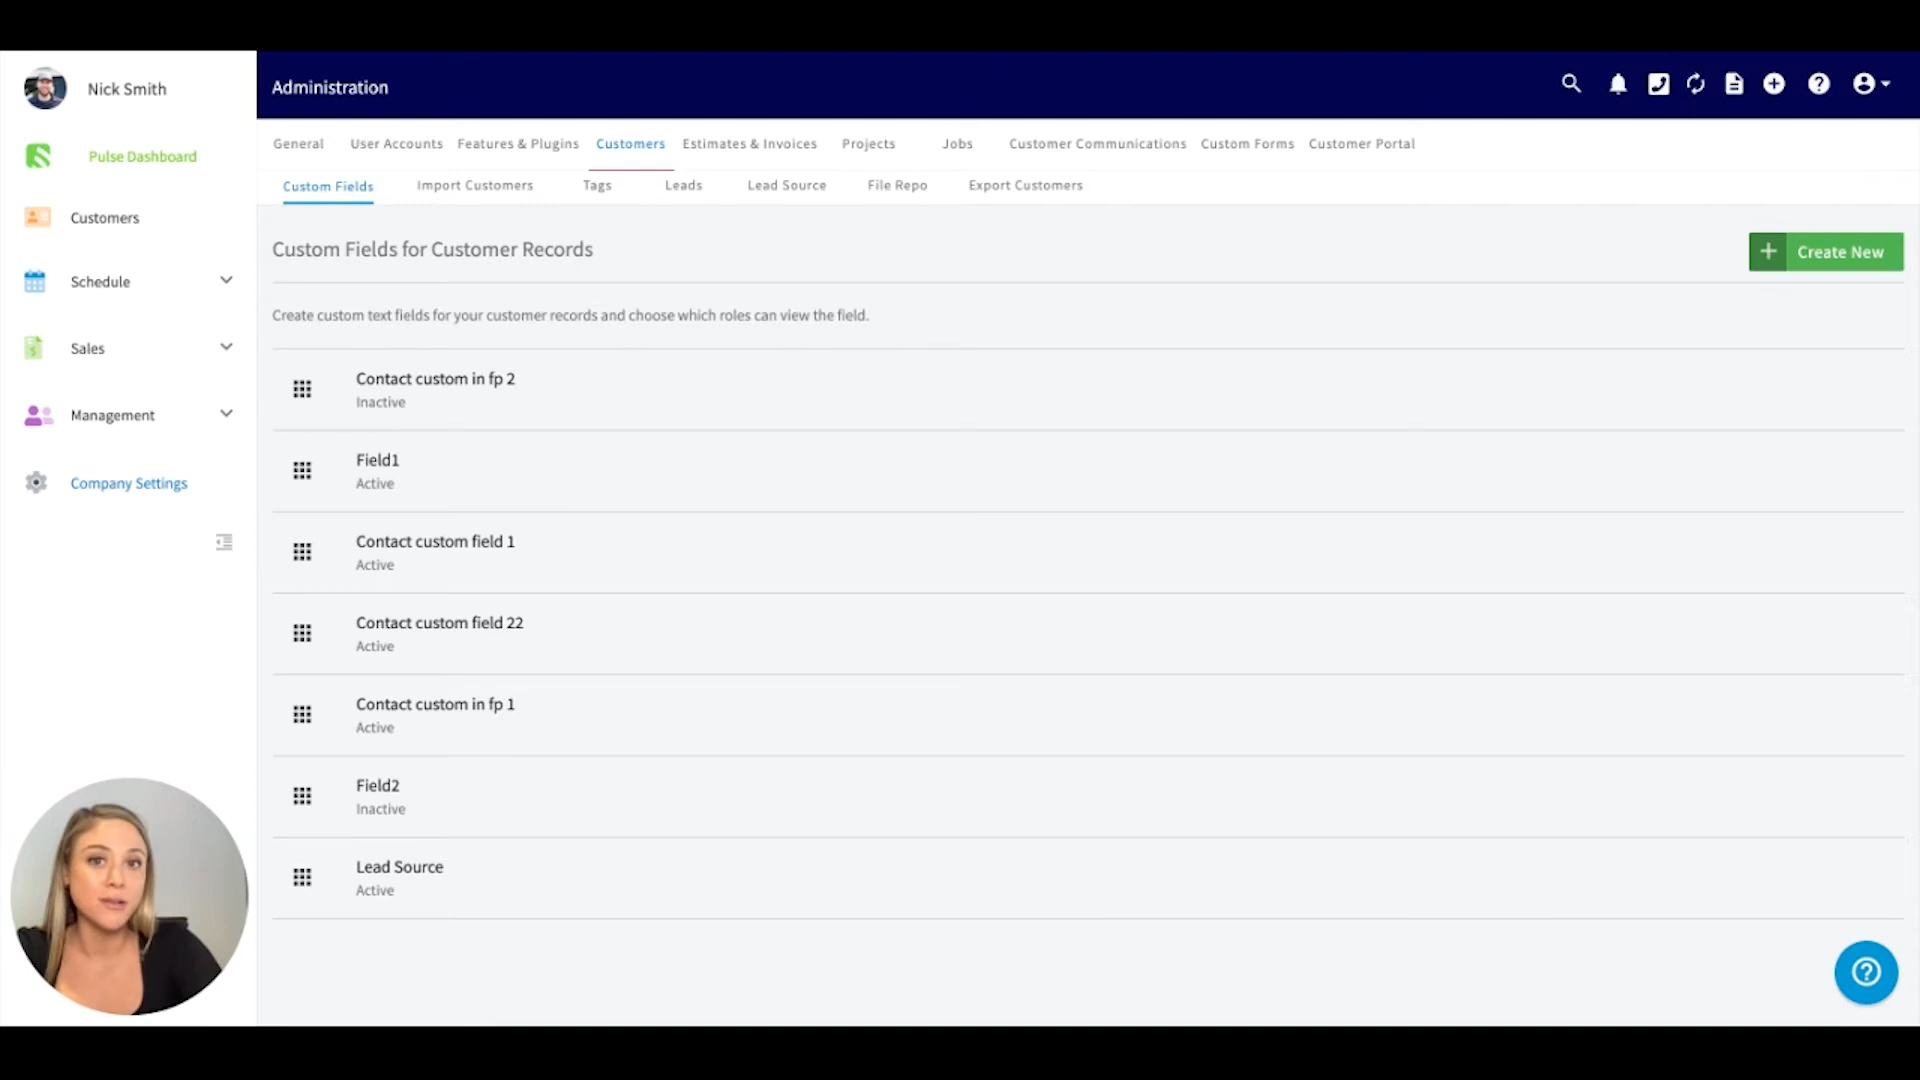 Nick Smith
Administration
General User Accounts Features & Plugins Customers Estimates & Invoices Projects Jobs Customer Communications Custom Forms Customer Portal
Custom Fields Import Customers Tags Leads Lead Source File Repo Export Customers
Pulse Dashboard
Customers
Schedule
Sales
Management
Company Settings
Custom Fields for Customer Records
+ Create New
Create custom text fields for your customer records and choose which roles can view the field.
Contact custom in fp 2
Inactive
Field1
Active
Contact custom field 1
Active
Contact custom field 22
Active
Contact custom in fp 1
Active
Field2
Inactive
Lead Source
Active